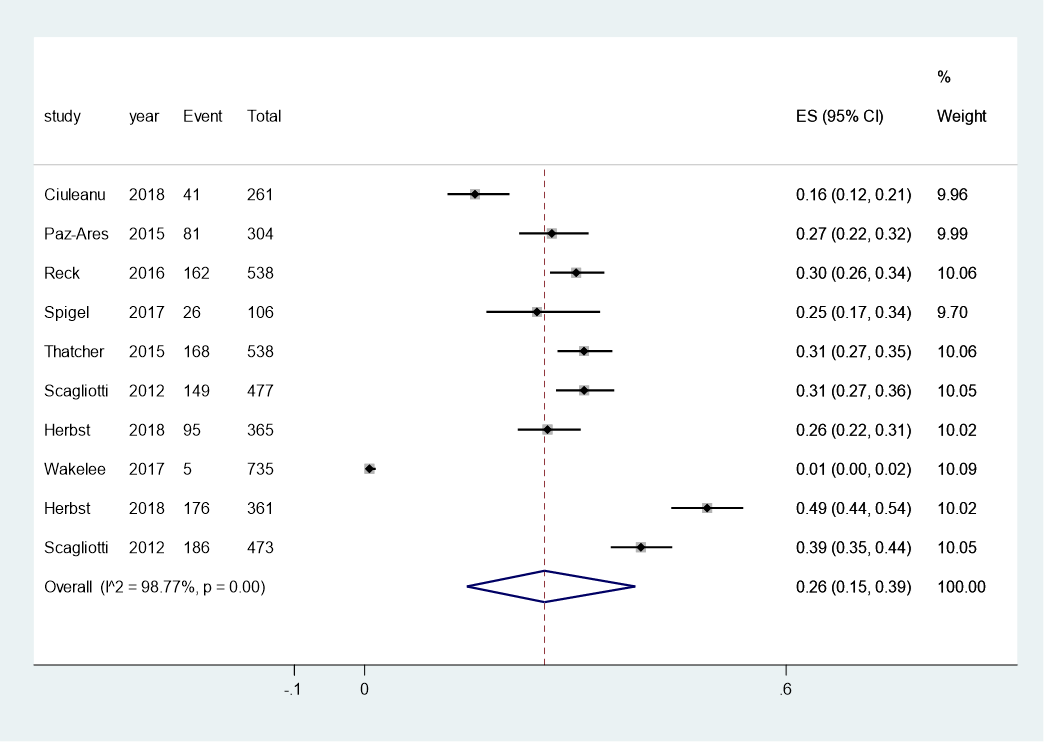 %
study year Event Total ES (95% CI) Weight
Ciuleanu 2018 41 261 0.16 (0.12, 0.21) 9.96
Paz-Ares 2015 81 304 0.27 (0.22, 0.32) 9.99
Reck 2016 162 538 0.30 (0.26, 0.34) 10.06
Spigel 2017 26 106 0.25 (0.17, 0.34) 9.70
Thatcher 2015 168 538 0.31 (0.27, 0.35) 10.06
Scagliotti 2012 149 477 0.31 (0.27, 0.36) 10.05
Herbst 2018 95 365 0.26 (0.22, 0.31) 10.02
Wakelee 2017 5 735 0.01 (0.00, 0.02) 10.09
Herbst 2018 176 361 0.49 (0.44, 0.54) 10.02
Scagliotti 2012 186 473 0.39 (0.35, 0.44) 10.05
Overall (I^2 = 98.77%, p = 0.00) 0.26 (0.15, 0.39) 100.00
-.1 0 .6